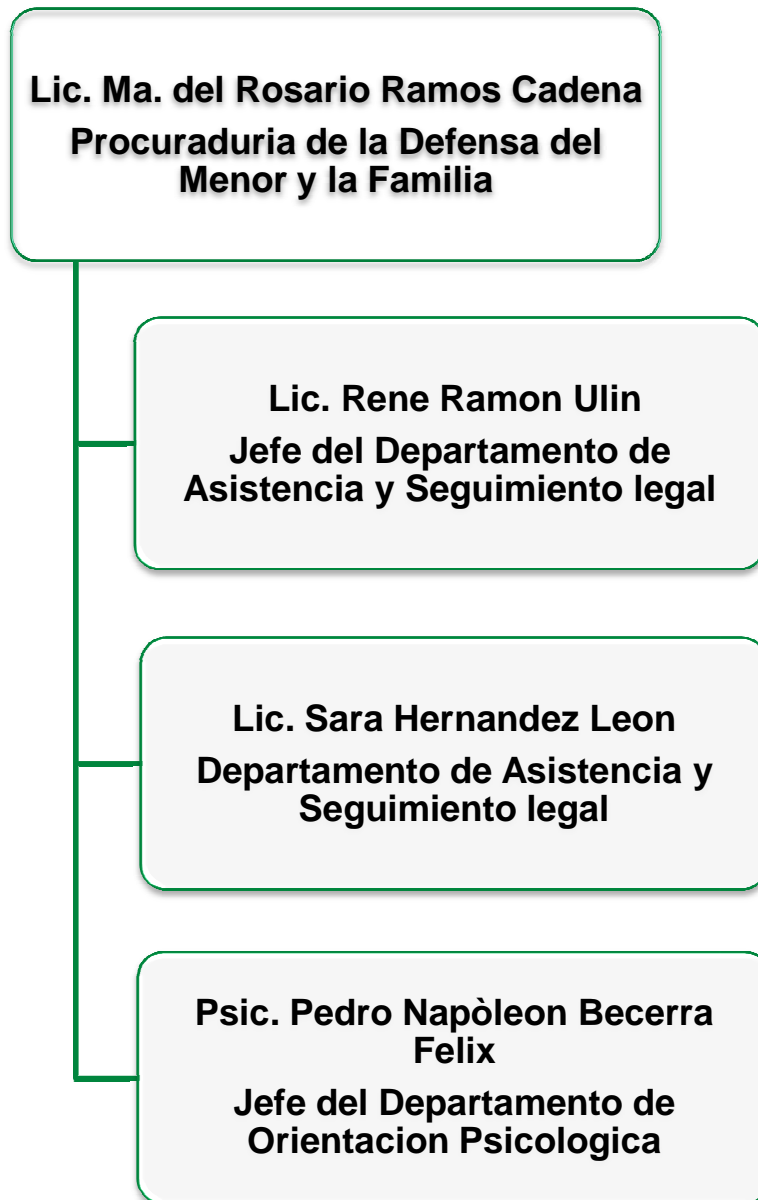 Lic. Ma. del Rosario Ramos Cadena
Procuraduria de la Defensa del
Menor y la Familia
Lic. Rene Ramon Ulin
Jefe del Departamento de
Asistencia y Seguimiento legal
Lic. Sara Hernandez Leon
Departamento de Asistencia y
Seguimiento legal
Psic. Pedro Napòleon Becerra
Felix
Jefe del Departamento de
Orientacion Psicologica